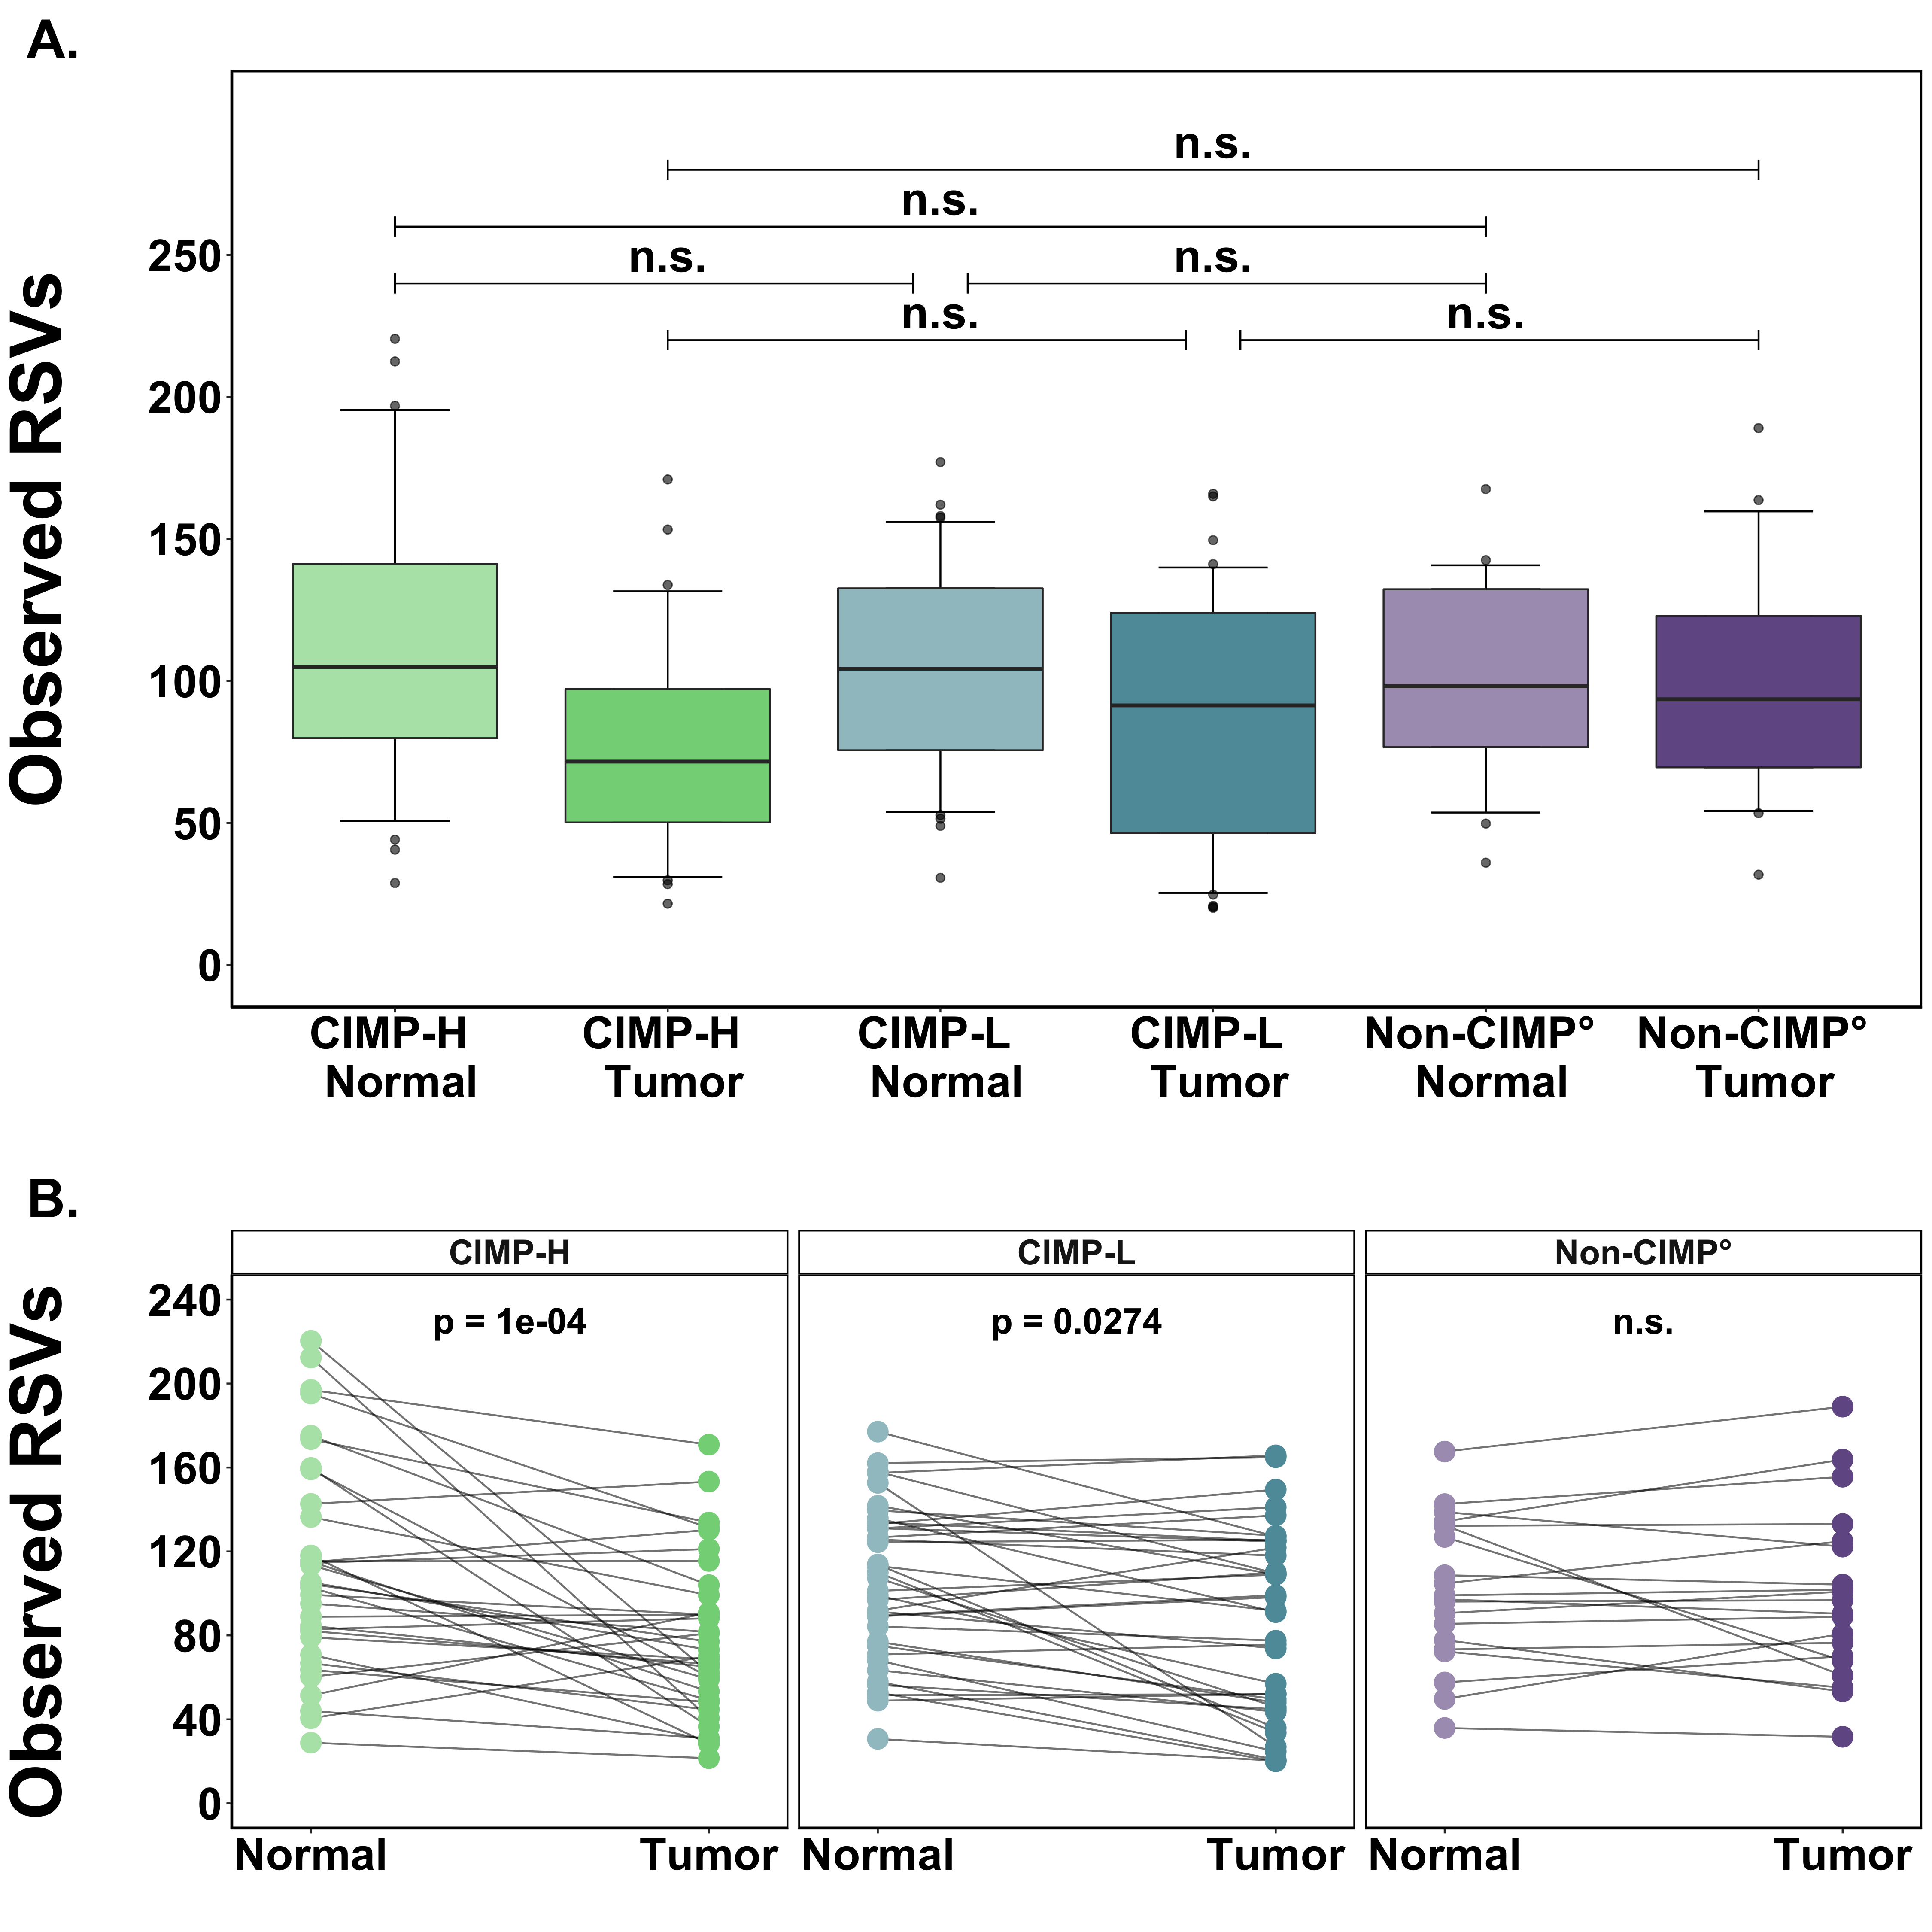 A.
Observed RSVs
n.s.
n.s.
n.s. n.s.
n.s. n.s.
250
200
150
100
50
0
CIMP-H CIMP-H CIMP-L CIMP-L Non-CIMP° Non-CIMP°
Normal Tumor Normal Tumor Normal Tumor
B.
Observed RSVs
CIMP-H CIMP-L Non-CIMP°
p = 1e-04 p = 0.0274 n.s.
240
200
160
120
80
40
0
Normal Tumor Normal Tumor Normal Tumor